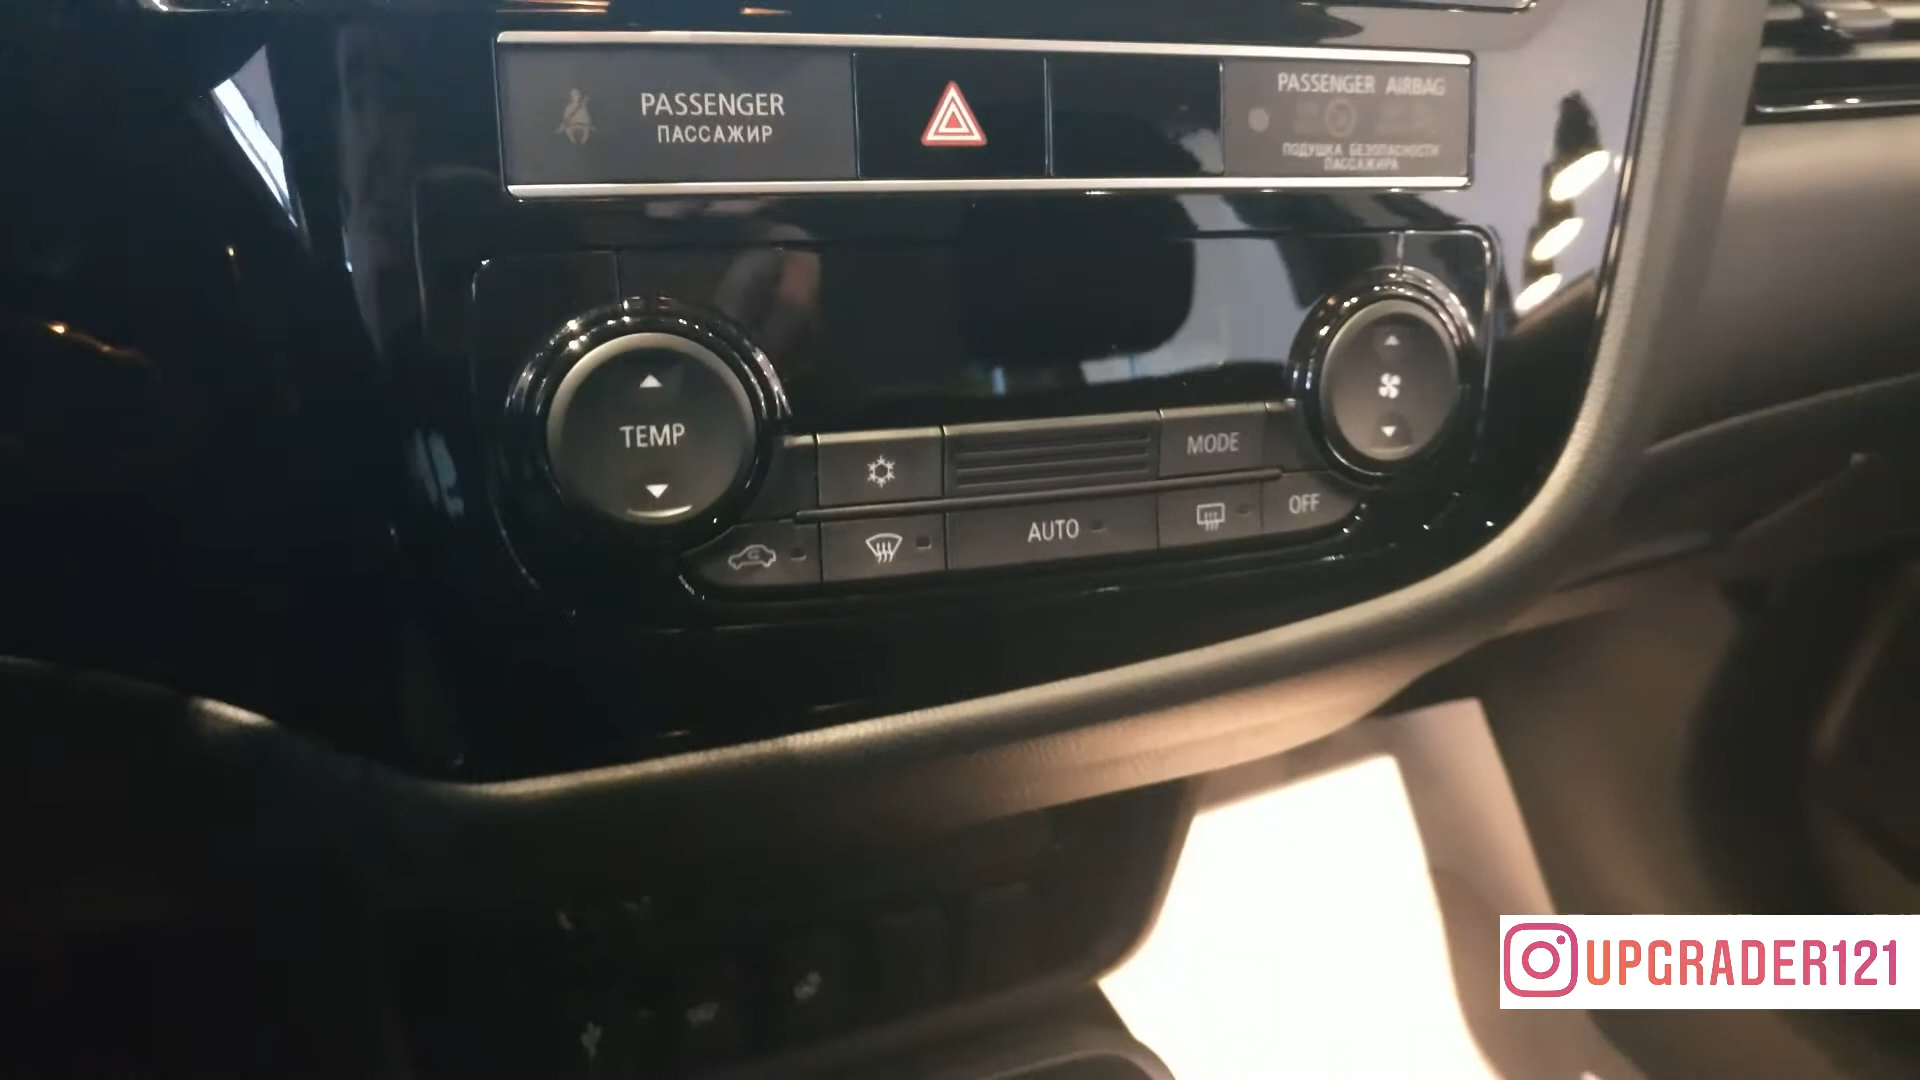 PASSENGER
ПАССАЖИР
PASSENGER AIRBAG
ПОДУШКА БЕЗОПАСНОСТИ
ПАССАЖИРА
TEMP
MODE
AUTO
OFF
UPGRADER121